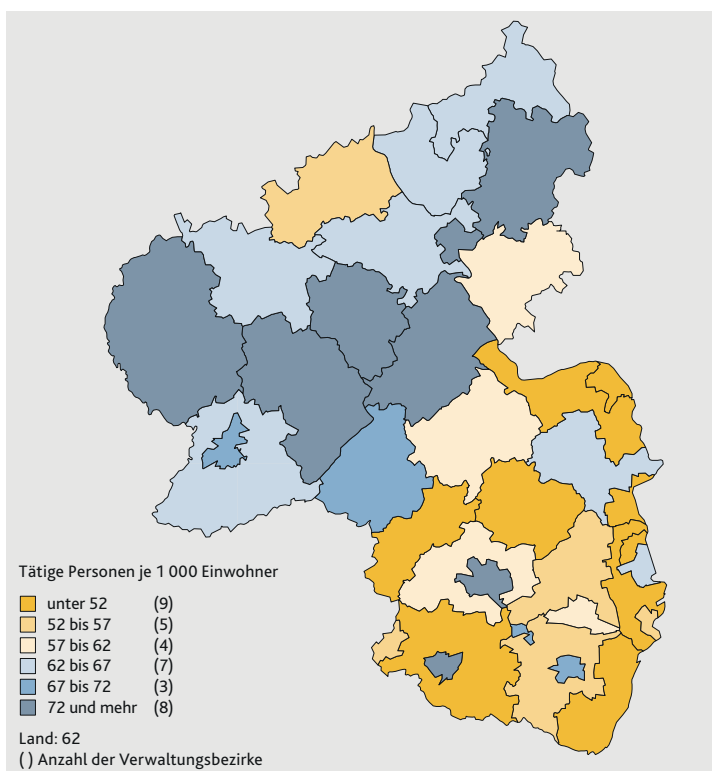 Tätige Personen je 1 000 Einwohner
unter 52 (9)
52 bis 57 (5)
57 bis 62 (4)
62 bis 67 (7)
67 bis 72 (3)
72 und mehr (8)
Land: 62
( ) Anzahl der Verwaltungsbezirke